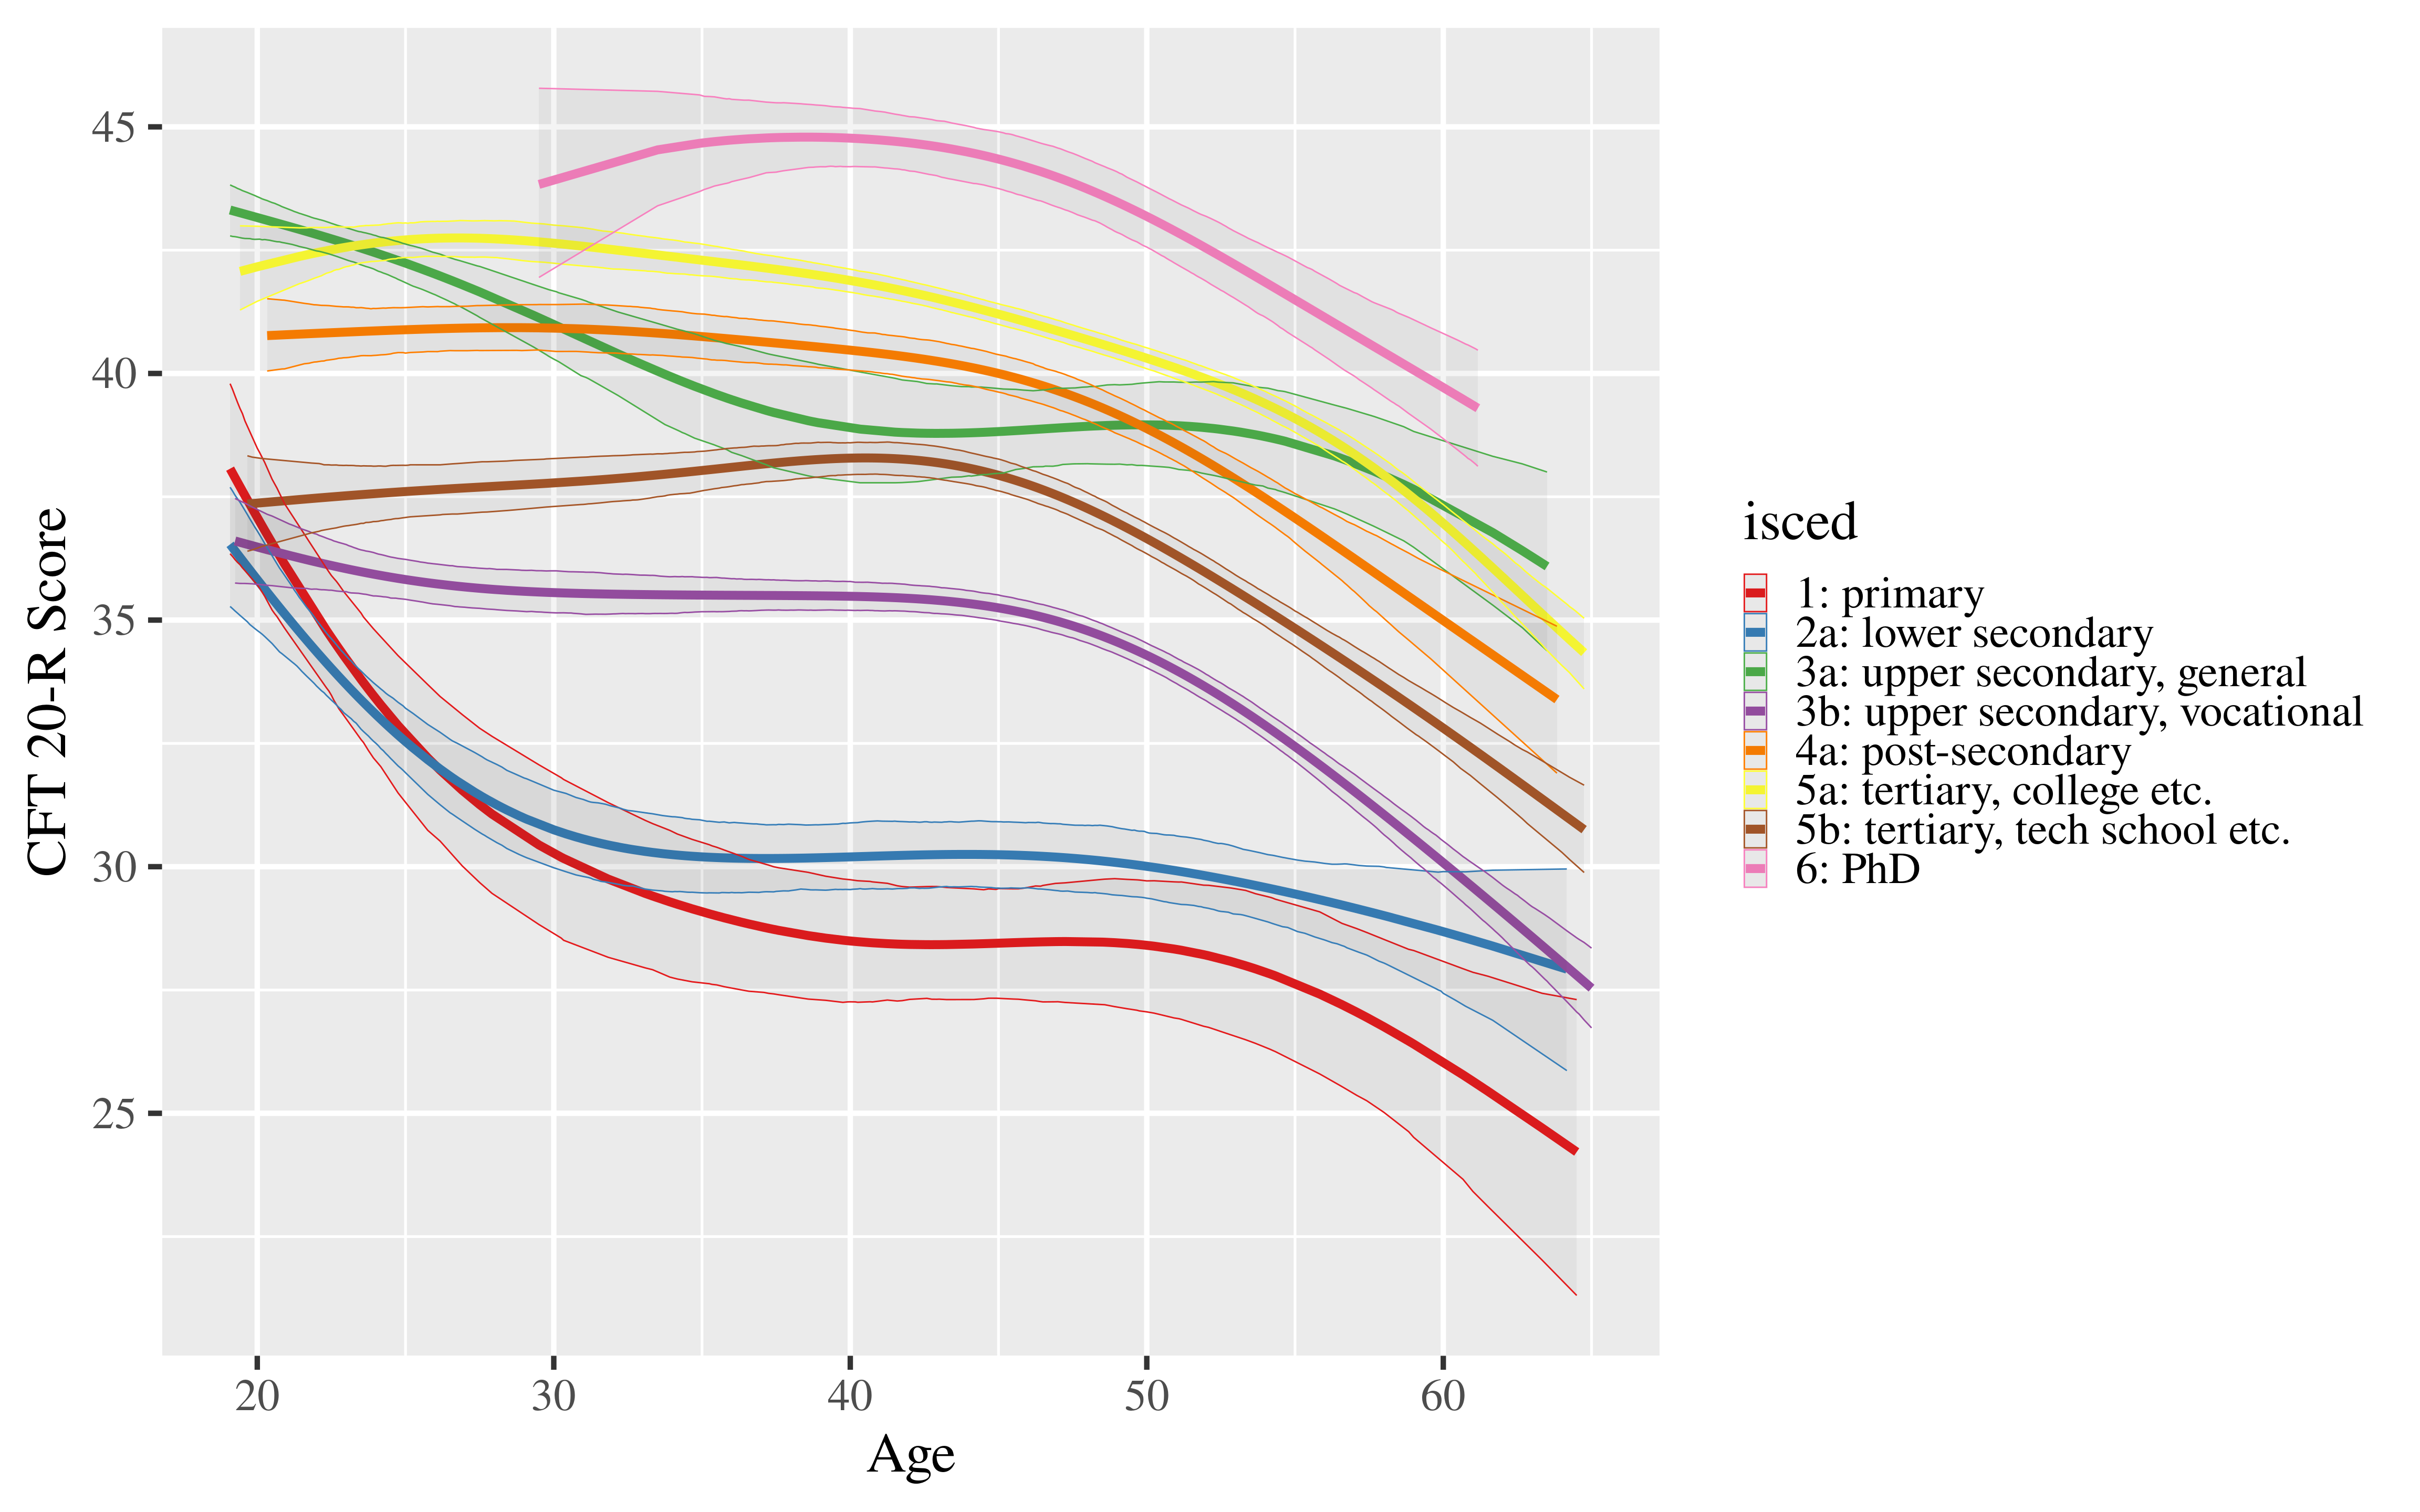 CFT 20-R Score
45
40
35
30
25
20 30 40 50 60
Age
isced
1: primary
2a: lower secondary
3a: upper secondary, general
3b: upper secondary, vocational
4a: post-secondary
5a: tertiary, college etc.
5b: tertiary, tech school etc.
6: PhD